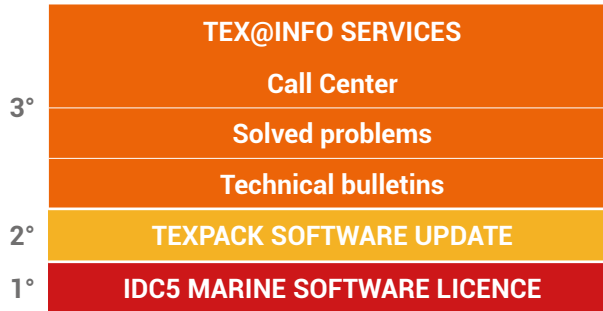 TEX@INFO SERVICES
Call Center
3°
Solved problems
Technical bulletins
2° TEXPACK SOFTWARE UPDATE
1° IDC5 MARINE SOFTWARE LICENCE